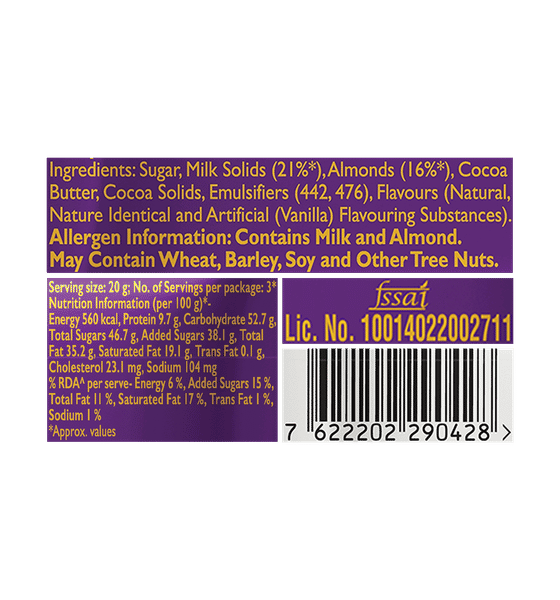 Ingredients: Sugar, Milk Solids (21%*), Almonds (16%*), Cocoa
Butter, Cocoa Solids, Emulsifiers (442, 476), Flavours (Natural,
Nature Identical and Artificial (Vanilla) Flavouring Substances).
Allergen Information: Contains Milk and Almond.
May Contain Wheat, Barley, Soy and Other Tree Nuts.
Serving size: 20 g; No. of Servings per package: 3*
Nutrition Information (per 100 g)*-
Energy 560 kcal, Protein 9.7 g, Carbohydrate 52.7 g,
Total Sugars 46.7 g, Added Sugars 38.1 g, Total
Fat 35.2 g, Saturated Fat 19.1 g, Trans Fat 0.1 g,
Cholesterol 23.1 mg, Sodium 104 mg
% RDA^ per serve- Energy 6 %, Added Sugars 15 %,
Total Fat 11 %, Saturated Fat 17 %, Trans Fat 1 %,
Sodium 1 %
*Approx. values
fssai
Lic. No. 10014022002711
7 622202 290428 >